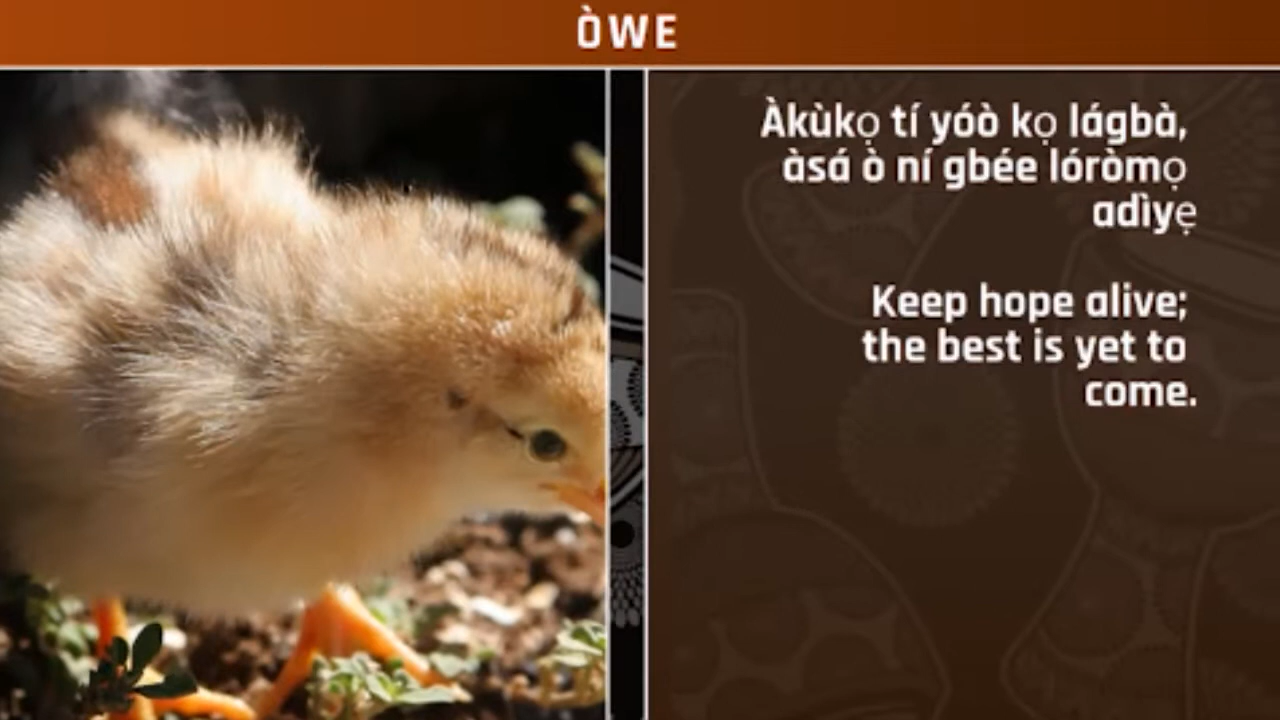 ÒWE
Àkùkọ tí yóò kọ lágbà,
àsá ò ní gbée lóròmọ
adìyẹ
Keep hope alive;
the best is yet to
come.